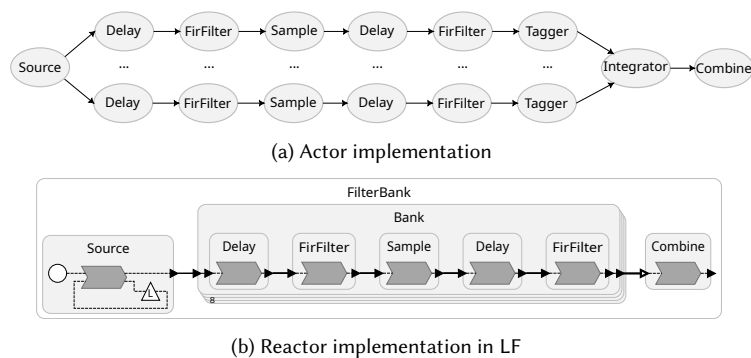 Delay FirFilter Sample Delay FirFilter Tagger
Source ... ... ... ... ... ... Integrator Combine
Delay FirFilter Sample Delay FirFilter Tagger
(a) Actor implementation
FilterBank
Bank
Source Delay FirFilter Sample Delay FirFilter Combine
L
8
(b) Reactor implementation in LF